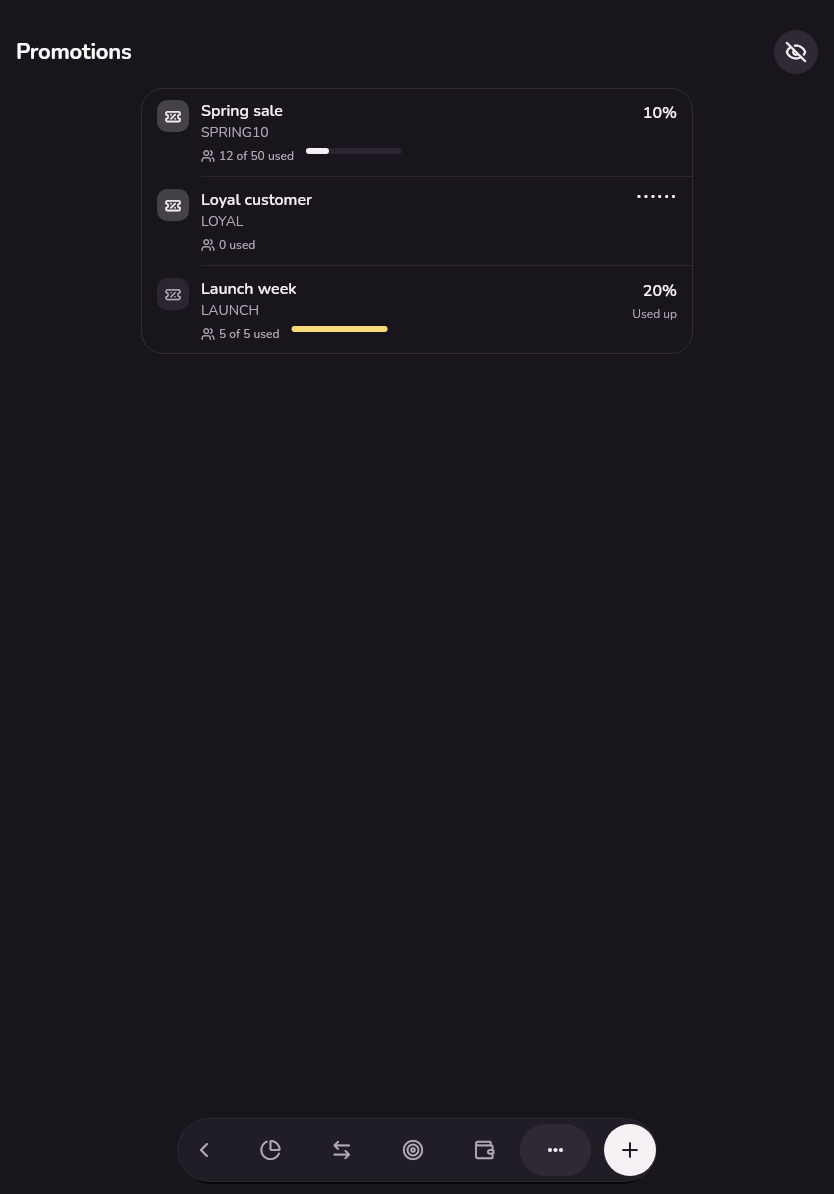 Promotions
Spring sale
10%
SPRING10
12 of 50 used
Loyal customer
••••••
LOYAL
0 used
Launch week
20%
LAUNCH
Used up
5 of 5 used